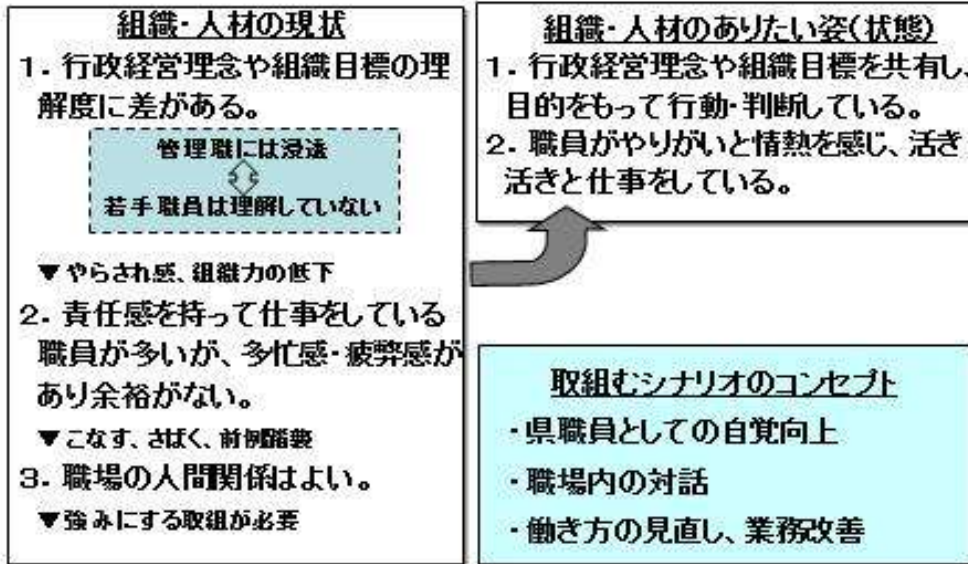 組織・人材の現状
1．行政経営理念や組織目標の理
解度に差がある。
管理職には浸透
若手職員は理解していない
▼やらされ感、組織力の低下
2．責任感を持って仕事をしている
職員が多いが、多忙感・疲弊感が
あり余裕がない。
▼こなす、さばく、前例踏襲
3．職場の人間関係はよい。
▼強みにする取組が必要
組織・人材のありたい姿(状態)
1．行政経営理念や組織目標を共有し、
目的をもって行動・判断している。
2．職員がやりがいと情熱を感じ、活き
活きと仕事をしている。
取組むシナリオのコンセプト
・県職員としての自覚向上
・職場内の対話
・働き方の見直し、業務改善